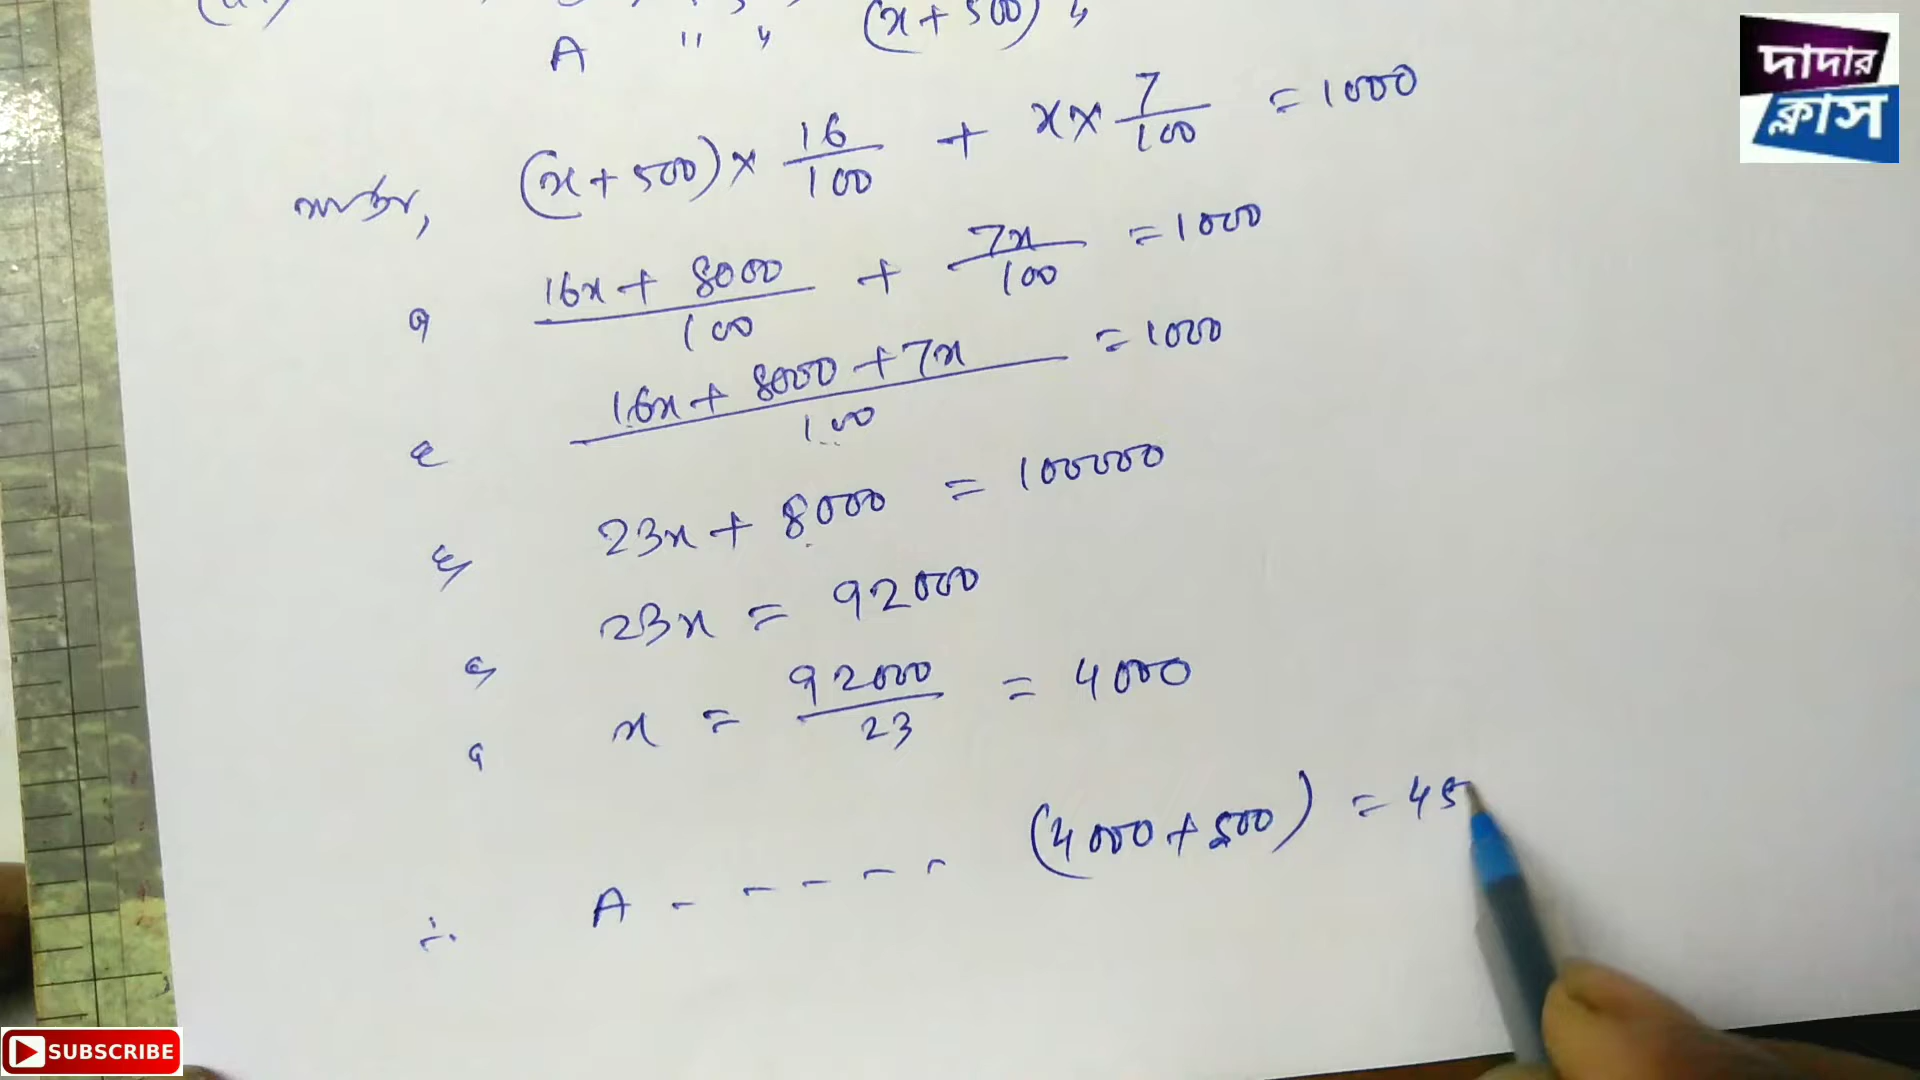 A " " (x+500) "
(x+500)× 16/100 + x× 7/100 = 1000
16x+8000/100 + 7x/100 = 1000
16x+8000+7x/100 = 1000
23x+8000 = 100000
23x = 92000
x = 92000/23 = 4000
∴ A - - - - - (4000+500) = 45
দাদার
ক্লাস
SUBSCRIBE